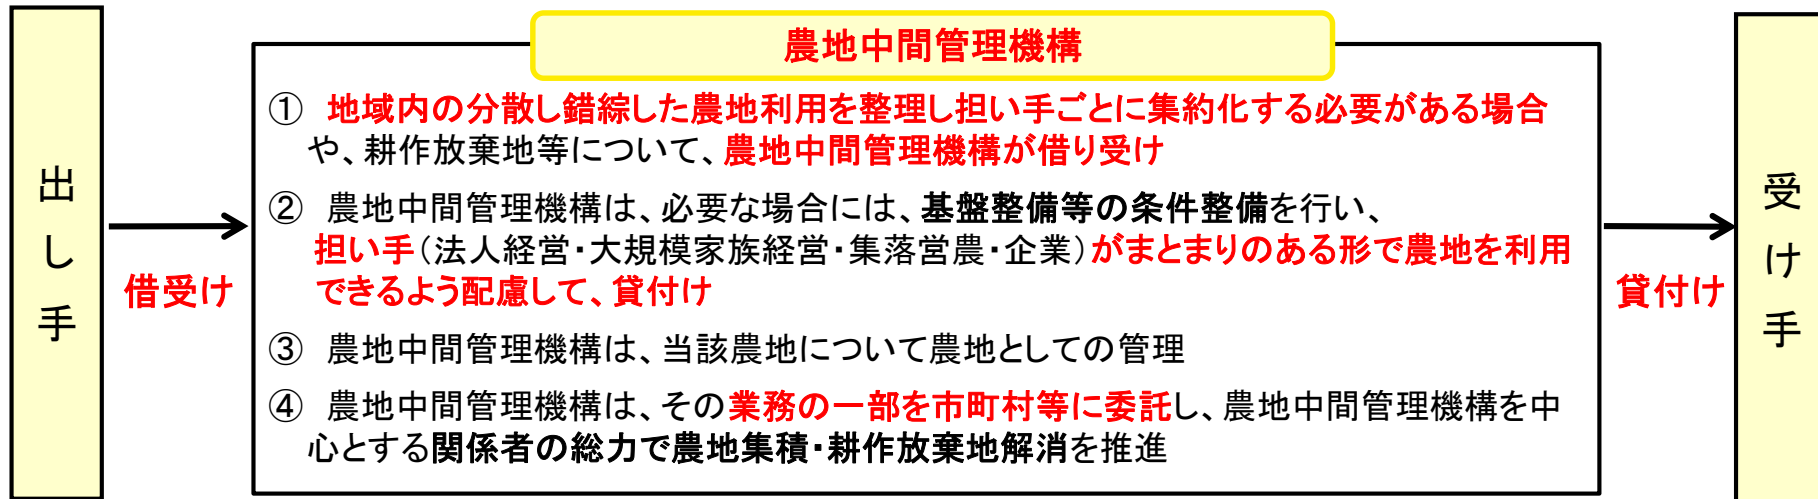 農地中間管理機構
出し手
借受け
① 地域内の分散し錯綜した農地利用を整理し担い手ごとに集約化する必要がある場合
や、耕作放棄地等について、農地中間管理機構が借り受け
② 農地中間管理機構は、必要な場合には、基盤整備等の条件整備を行い、
担い手(法人経営・大規模家族経営・集落営農・企業)がまとまりのある形で農地を利用
できるよう配慮して、貸付け
③ 農地中間管理機構は、当該農地について農地としての管理
④ 農地中間管理機構は、その業務の一部を市町村等に委託し、農地中間管理機構を中
心とする関係者の総力で農地集積・耕作放棄地解消を推進
貸付け
受け手